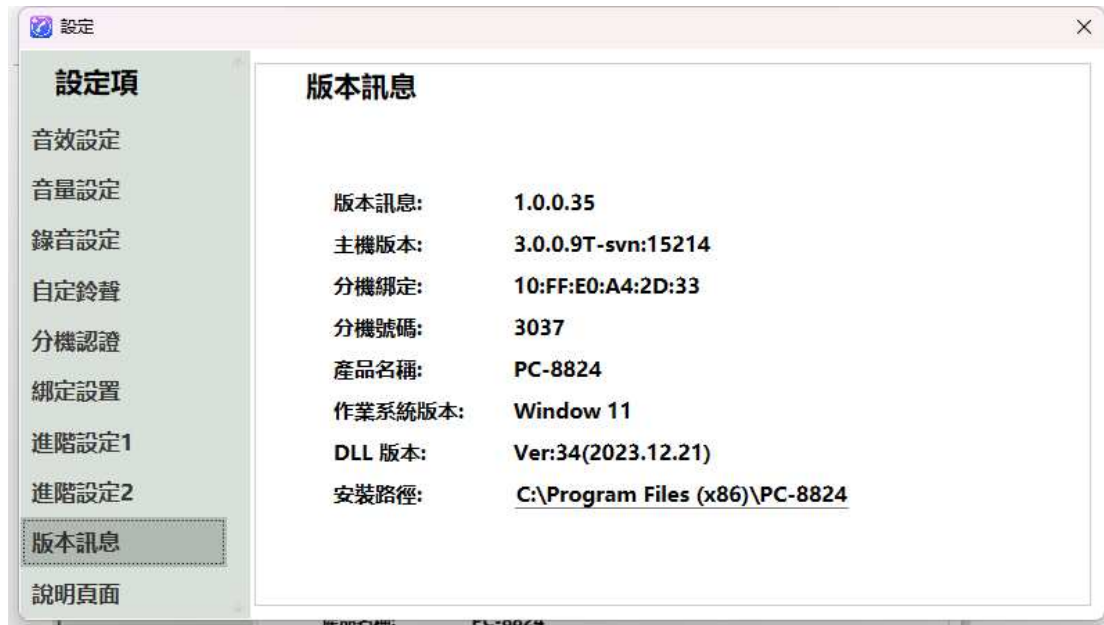 設定
設定項
音效設定
音量設定
錄音設定
自定鈴聲
分機認證
綁定設置
進階設定1
進階設定2
版本訊息
說明頁面
版本訊息
版本訊息: 1.0.0.35
主機版本: 3.0.0.9T-svn:15214
分機綁定: 10:FF:E0:A4:2D:33
分機號碼: 3037
產品名稱: PC-8824
作業系統版本: Window 11
DLL 版本: Ver:34(2023.12.21)
安裝路徑: C:\Program Files (x86)\PC-8824
產品名稱: PC-8824